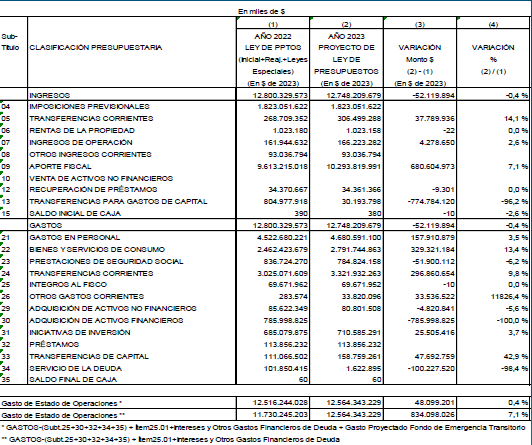 En miles de $
(1) (2) (3) (4)
Sub-Título CLASIFICACIÓN PRESUPUESTARIA AÑO 2022 LEY DE PPTOS (Inicial+Reaj.+Leyes Especiales) (En $ de 2023) AÑO 2023 PROYECTO DE LEY DE PRESUPUESTOS (En $ de 2023) VARIACIÓN Monto $ (2) - (1) (En $ de 2023) VARIACIÓN % (2) / (1)
INGRESOS 12.800.329.573 12.748.209.679 -52.119.894 -0,4 %
04 IMPOSICIONES PREVISIONALES 1.823.051.622 1.823.051.622
05 TRANSFERENCIAS CORRIENTES 268.709.352 306.499.288 37.789.936 14,1 %
06 RENTAS DE LA PROPIEDAD 1.023.180 1.023.158 -22 0,0 %
07 INGRESOS DE OPERACIÓN 161.944.632 166.223.282 4.278.650 2,6 %
08 OTROS INGRESOS CORRIENTES 93.036.794 93.036.794
09 APORTE FISCAL 9.613.215.018 10.293.819.991 680.604.973 7,1 %
10 VENTA DE ACTIVOS NO FINANCIEROS
12 RECUPERACIÓN DE PRÉSTAMOS 34.370.667 34.361.366 -9.301 0,0 %
13 TRANSFERENCIAS PARA GASTOS DE CAPITAL 804.977.918 30.193.798 -774.784.120 -96,2 %
15 SALDO INICIAL DE CAJA 390 380 -10 -2,6 %
GASTOS 12.800.329.573 12.748.209.679 -52.119.894 -0,4 %
21 GASTOS EN PERSONAL 4.522.680.221 4.680.591.100 157.910.879 3,5 %
22 BIENES Y SERVICIOS DE CONSUMO 2.462.423.679 2.791.744.863 329.321.184 13,4 %
23 PRESTACIONES DE SEGURIDAD SOCIAL 836.724.270 784.824.158 -51.900.112 -6,2 %
24 TRANSFERENCIAS CORRIENTES 3.025.071.609 3.321.932.263 296.860.654 9,8 %
25 INTEGROS AL FISCO 69.671.962 69.671.952 -10 0,0 %
26 OTROS GASTOS CORRIENTES 283.574 33.820.096 33.536.522 11826,4 %
29 ADQUISICIÓN DE ACTIVOS NO FINANCIEROS 85.622.349 80.801.508 -4.820.841 -5,6 %
30 ADQUISICIÓN DE ACTIVOS FINANCIEROS 785.998.825 -785.998.825 -100,0 %
31 INICIATIVAS DE INVERSIÓN 685.079.875 710.585.291 25.505.416 3,7 %
32 PRÉSTAMOS 113.856.232 113.856.232
33 TRANSFERENCIAS DE CAPITAL 111.066.502 158.759.261 47.692.759 42,9 %
34 SERVICIO DE LA DEUDA 101.850.415 1.622.895 -100.227.520 -98,4 %
35 SALDO FINAL DE CAJA 60 60
Gasto de Estado de Operaciones * 12.516.244.028 12.564.343.229 48.099.201 0,4 %
Gasto de Estado de Operaciones ** 11.730.245.203 12.564.343.229 834.098.026 7,1 %
* GASTOS-(Subt.25+30+32+34+35) + Ítem25.01+Intereses y Otros Gastos Financieros de Deuda + Gasto Proyectado Fondo de Emergencia Transitorio
** GASTOS-(Subt.25+30+32+34+35) + Ítem25.01+Intereses y Otros Gastos Financieros de Deuda